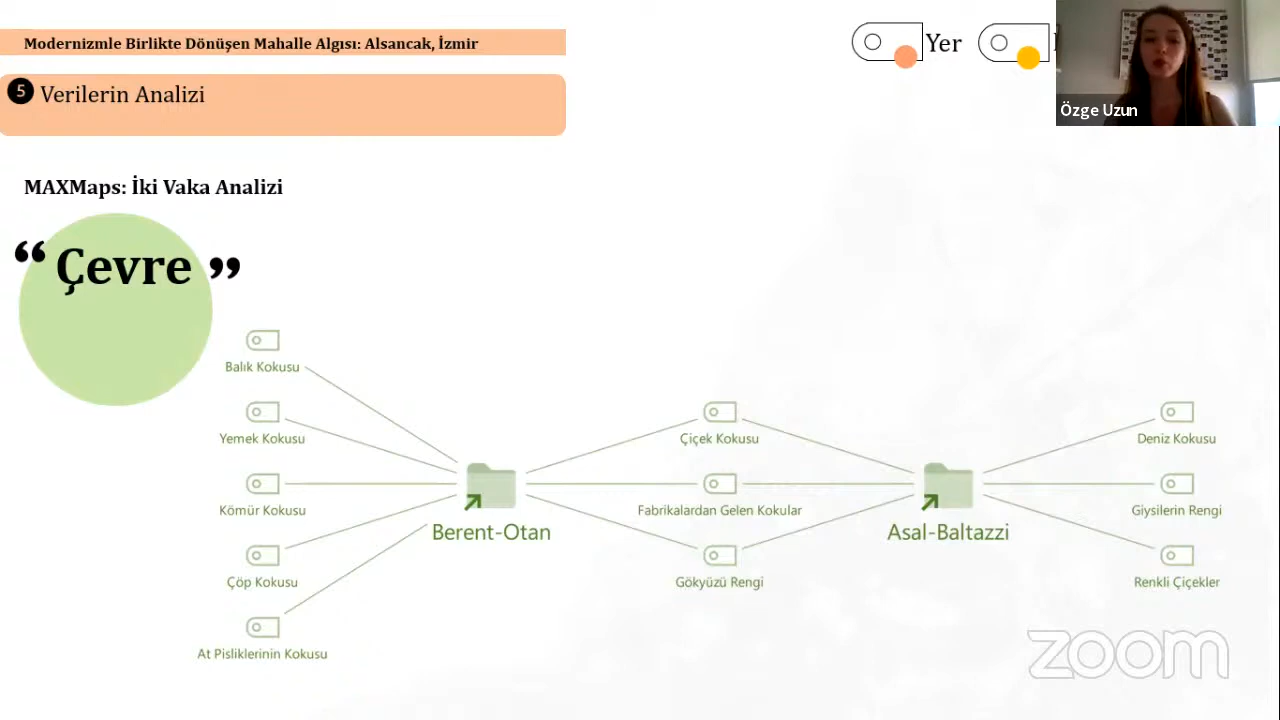 Modernizmle Birlikte Dönüşen Mahalle Algısı: Alsancak, İzmir
Yer
Özge Uzun
5 Verilerin Analizi
MAXMaps: İki Vaka Analizi
“Çevre”
Balık Kokusu
Yemek Kokusu
Çiçek Kokusu
Deniz Kokusu
Kömür Kokusu
Fabrikalardan Gelen Kokular
Giysilerin Rengi
Berent-Otan
Asal-Baltazzi
Çöp Kokusu
Gökyüzü Rengi
Renkli Çiçekler
At Pisliklerinin Kokusu
zoom